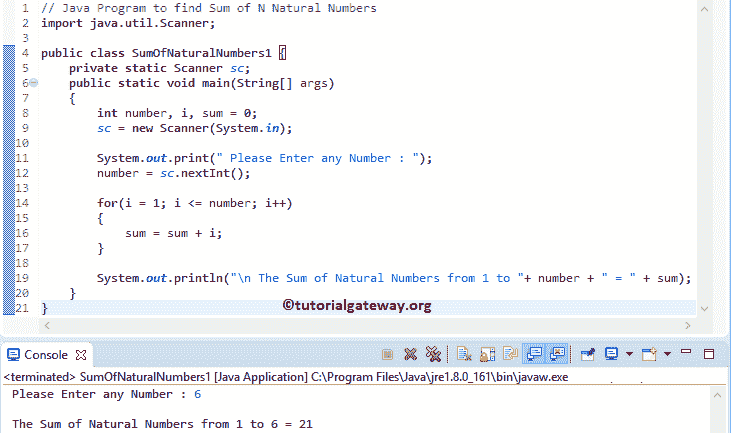 1 // Java Program to find Sum of N Natural Numbers
2 import java.util.Scanner;
3
4 public class SumOfNaturalNumbers1 {
5     private static Scanner sc;
6     public static void main(String[] args)
7     {
8         int number, i, sum = 0;
9         sc = new Scanner(System.in);
10
11         System.out.print(" Please Enter any Number : ");
12         number = sc.nextInt();
13
14         for(i = 1; i <= number; i++)
15         {
16             sum = sum + i;
17         }
18
19         System.out.println("\n The Sum of Natural Numbers from 1 to "+ number + " = " + sum);
20     }
21 }
©tutorialgateway.org
Console
<terminated> SumOfNaturalNumbers1 [Java Application] C:\Program Files\Java\jre1.8.0_161\bin\javaw.exe
Please Enter any Number : 6
The Sum of Natural Numbers from 1 to 6 = 21